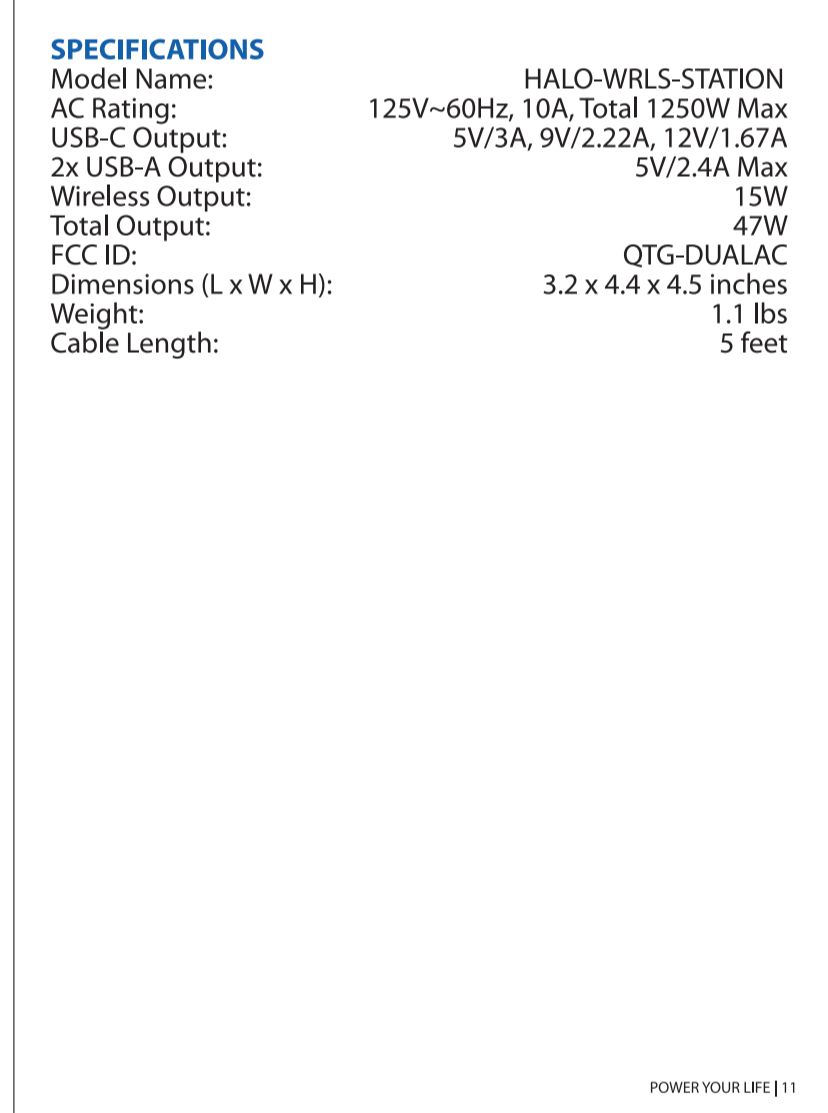 SPECIFICATIONS
Model Name: HALO-WRLS-STATION
AC Rating: 125V~60Hz, 10A, Total 1250W Max
USB-C Output: 5V/3A, 9V/2.22A, 12V/1.67A
2x USB-A Output: 5V/2.4A Max
Wireless Output: 15W
Total Output: 47W
FCC ID: QTG-DUALAC
Dimensions (L x W x H): 3.2 x 4.4 x 4.5 inches
Weight: 1.1 lbs
Cable Length: 5 feet
POWER YOUR LIFE | 11